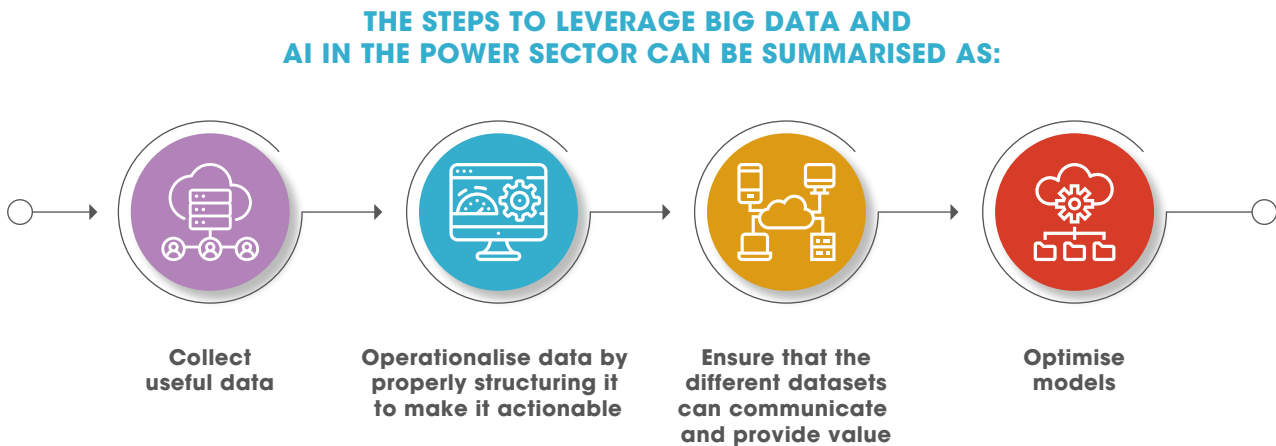 THE STEPS TO LEVERAGE BIG DATA AND
AI IN THE POWER SECTOR CAN BE SUMMARISED AS:
Collect
useful data
Operationalise data by
properly structuring it
to make it actionable
Ensure that the
different datasets
can communicate
and provide value
Optimise
models